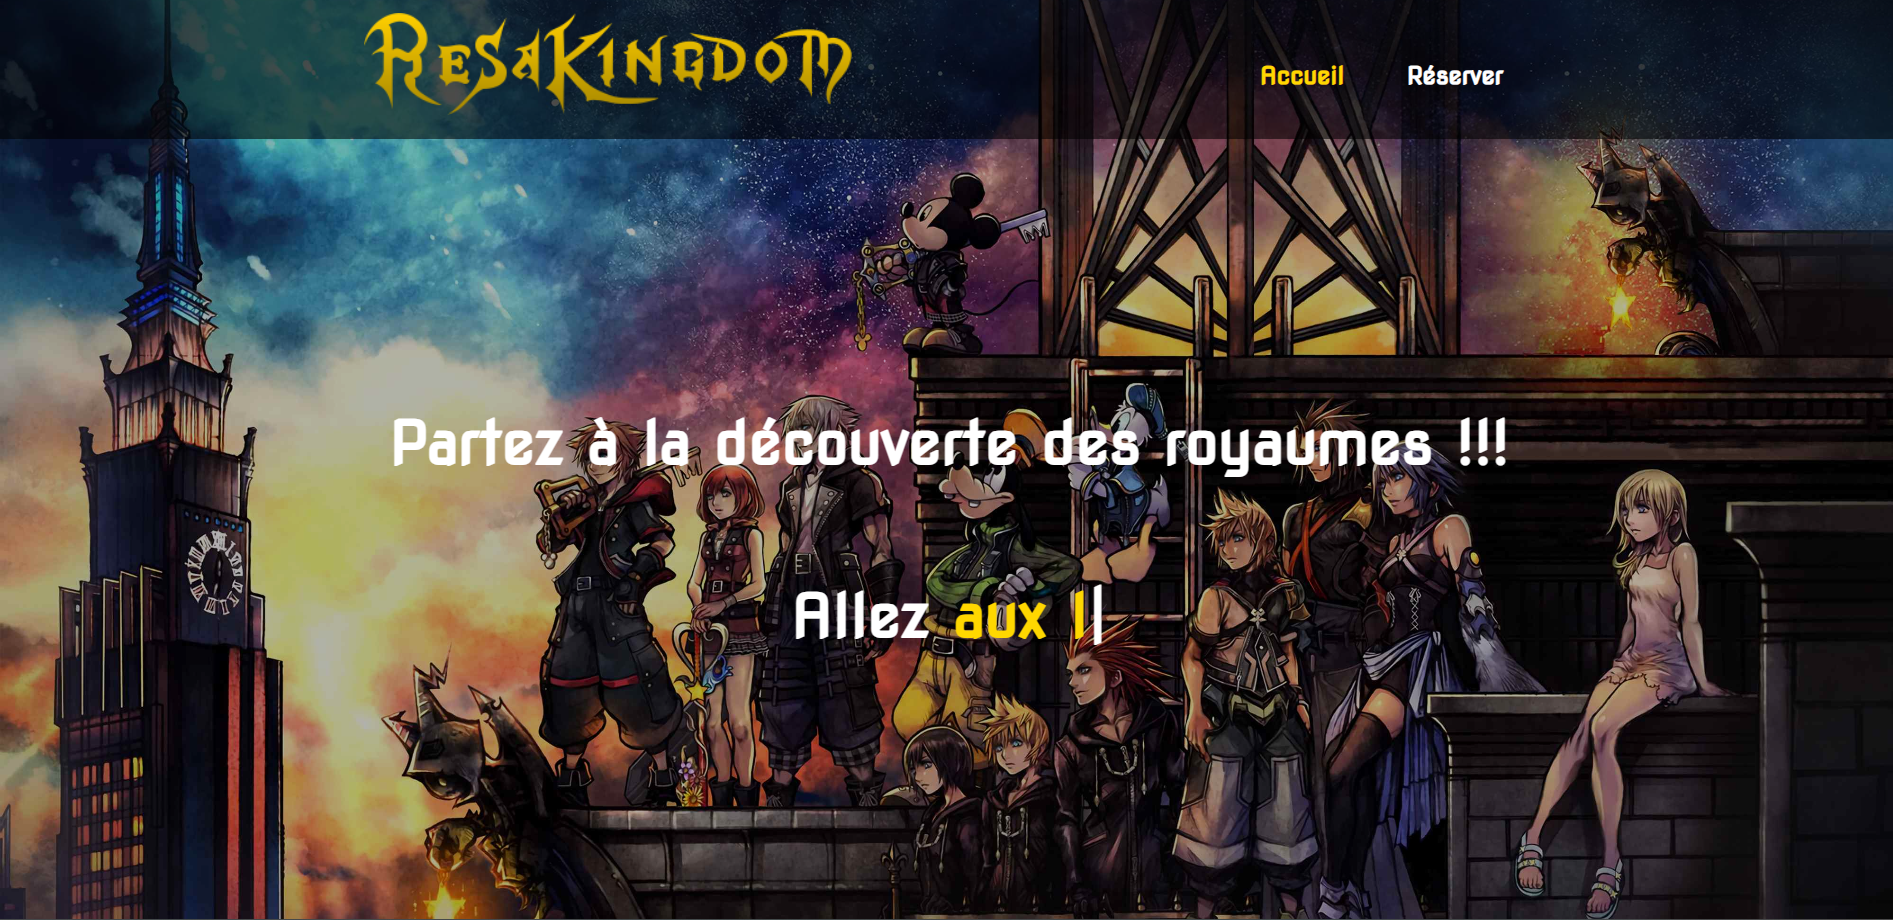 ReSaKingdom
Accueil
Réserver
Partez à la découverte des royaumes !!!
Allez aux I|